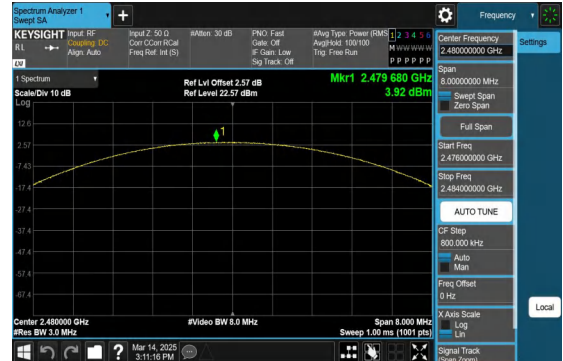 Spectrum Analyzer 1
Swept SA
Frequency
KEYSIGHT
RL
Input: RF
Coupling: DC
Align: Auto
Input Z: 50 Ω
Corr CCorr RCal
Freq Ref: Int (S)
#Atten: 30 dB
PNO: Fast
Gate: Off
IF Gain: Low
Sig Track: Off
#Avg Type: Power (RMS
Avg|Hold: 100/100
Trig: Free Run
1 2 3 4 5 6
M W W W W W
P P P P P P
1 Spectrum
Scale/Div 10 dB
Ref Lvl Offset 2.57 dB
Ref Level 22.57 dBm
Mkr1 2.479 680 GHz
3.92 dBm
Log
12.6
2.57
-7.43
-17.4
-27.4
-37.4
-47.4
-57.4
-67.4
1
Center 2.480000 GHz
#Res BW 3.0 MHz
#Video BW 8.0 MHz
Span 8.000 MHz
Sweep 1.00 ms (1001 pts)
Center Frequency
2.480000000 GHz
Settings
Span
8.00000000 MHz
Swept Span
Zero Span
Full Span
Start Freq
2.476000000 GHz
Stop Freq
2.484000000 GHz
AUTO TUNE
CF Step
800.000 kHz
Auto
Man
Freq Offset
0 Hz
X Axis Scale
Log
Lin
Local
Signal Track
(Span Zoom)
Mar 14, 2025
3:11:16 PM